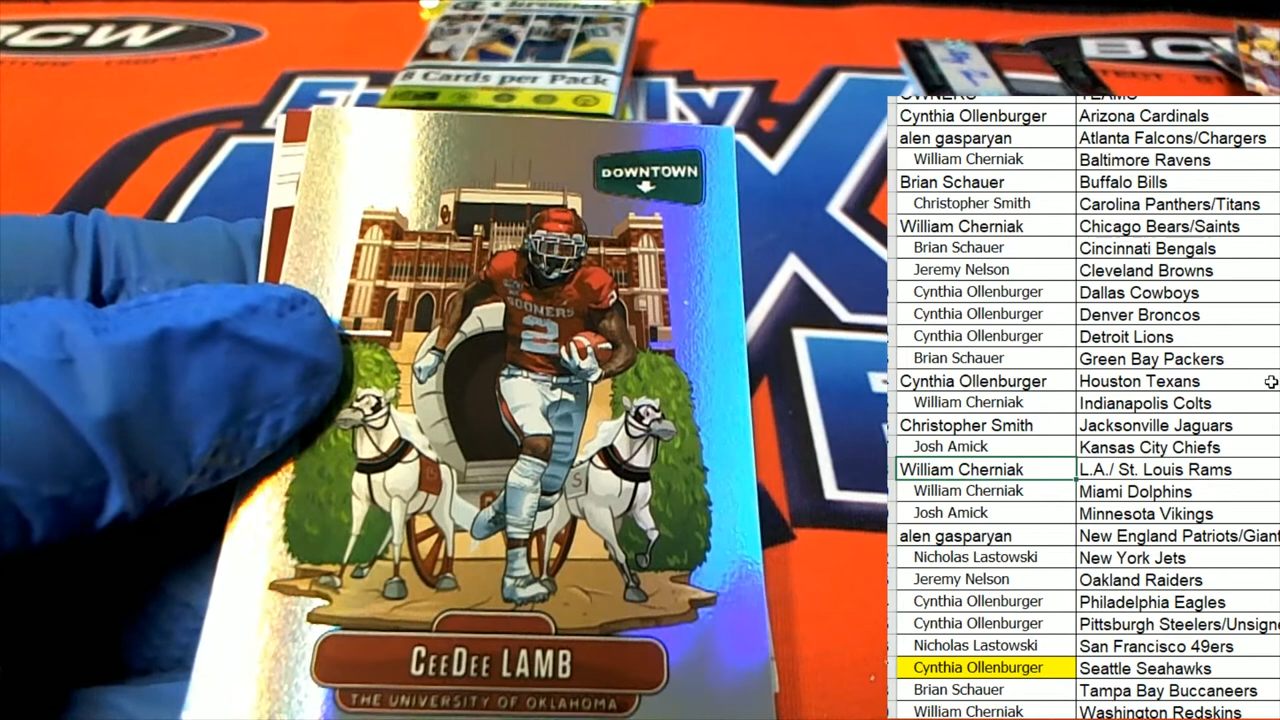 BCW
8 Cards per Pack
DOWNTOWN
SOONERS
2
CEEDEE LAMB
THE UNIVERSITY OF OKLAHOMA
OWNERS TEAMS
Cynthia Ollenburger Arizona Cardinals
alen gasparyan Atlanta Falcons/Chargers
William Cherniak Baltimore Ravens
Brian Schauer Buffalo Bills
Christopher Smith Carolina Panthers/Titans
William Cherniak Chicago Bears/Saints
Brian Schauer Cincinnati Bengals
Jeremy Nelson Cleveland Browns
Cynthia Ollenburger Dallas Cowboys
Cynthia Ollenburger Denver Broncos
Cynthia Ollenburger Detroit Lions
Brian Schauer Green Bay Packers
Cynthia Ollenburger Houston Texans
William Cherniak Indianapolis Colts
Christopher Smith Jacksonville Jaguars
Josh Amick Kansas City Chiefs
William Cherniak L.A./ St. Louis Rams
William Cherniak Miami Dolphins
Josh Amick Minnesota Vikings
alen gasparyan New England Patriots/Giant
Nicholas Lastowski New York Jets
Jeremy Nelson Oakland Raiders
Cynthia Ollenburger Philadelphia Eagles
Cynthia Ollenburger Pittsburgh Steelers/Unsigne
Nicholas Lastowski San Francisco 49ers
Cynthia Ollenburger Seattle Seahawks
Brian Schauer Tampa Bay Buccaneers
William Cherniak Washington Redskins